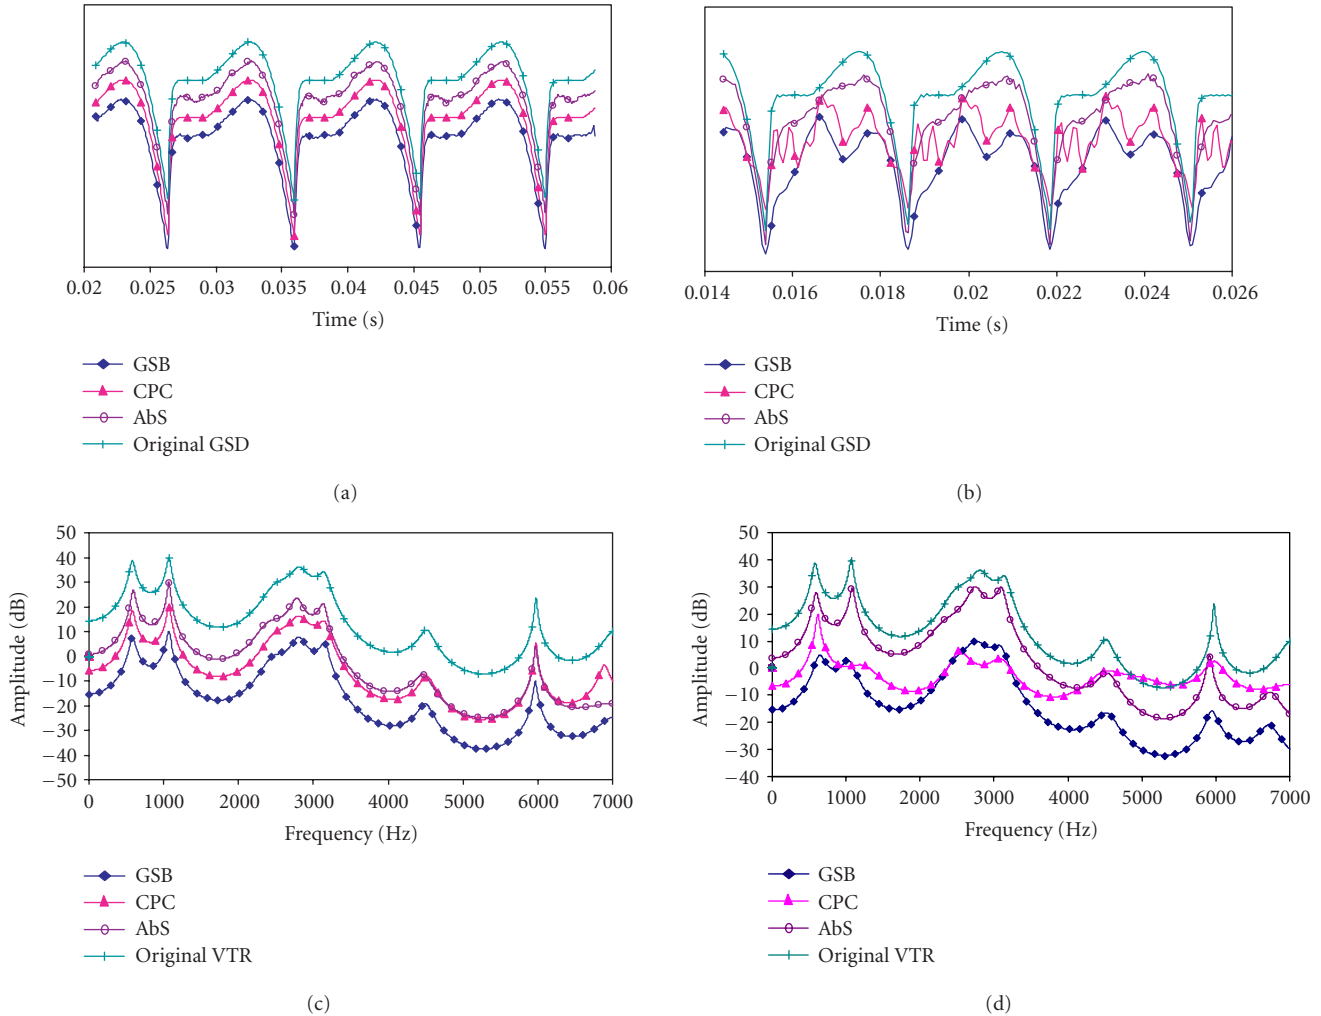 0.02 0.025 0.03 0.035 0.04 0.045 0.05 0.055 0.06
Time (s)
GSB
CPC
AbS
Original GSD
(a)
0.014 0.016 0.018 0.02 0.022 0.024 0.026
Time (s)
GSB
CPC
AbS
Original GSD
(b)
Amplitude (dB)
50
40
30
20
10
0
−10
−20
−30
−40
−50
0 1000 2000 3000 4000 5000 6000 7000
Frequency (Hz)
GSB
CPC
AbS
Original VTR
(c)
Amplitude (dB)
50
40
30
20
10
0
−10
−20
−30
−40
0 1000 2000 3000 4000 5000 6000 7000
Frequency (Hz)
GSB
CPC
AbS
Original VTR
(d)